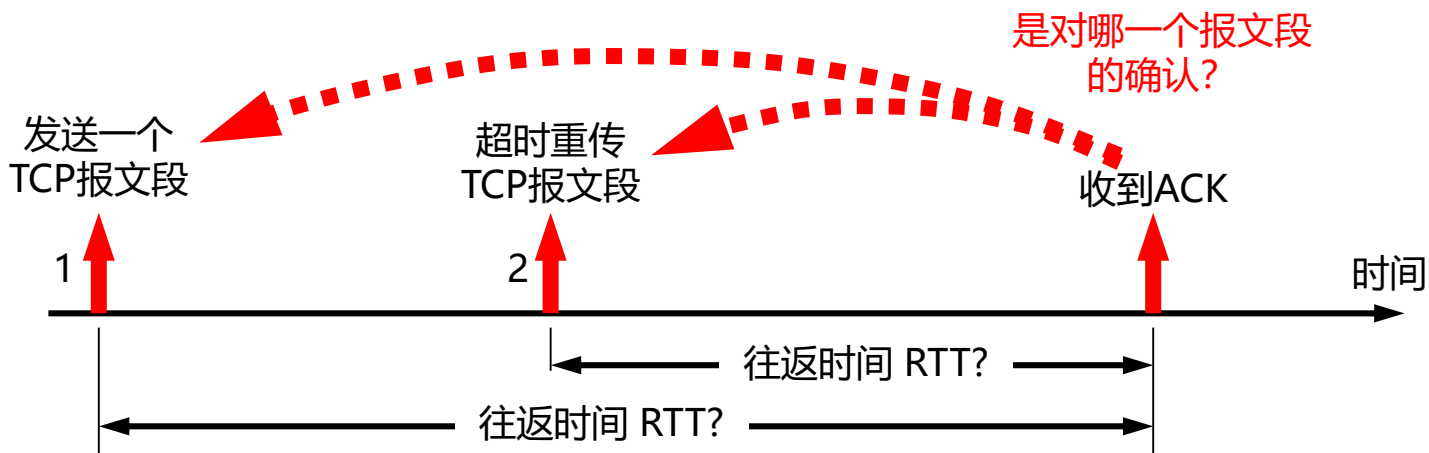 是对哪一个报文段
的确认？
发送一个
TCP报文段
超时重传
TCP报文段
收到ACK
1
2
时间
往返时间 RTT?
往返时间 RTT?